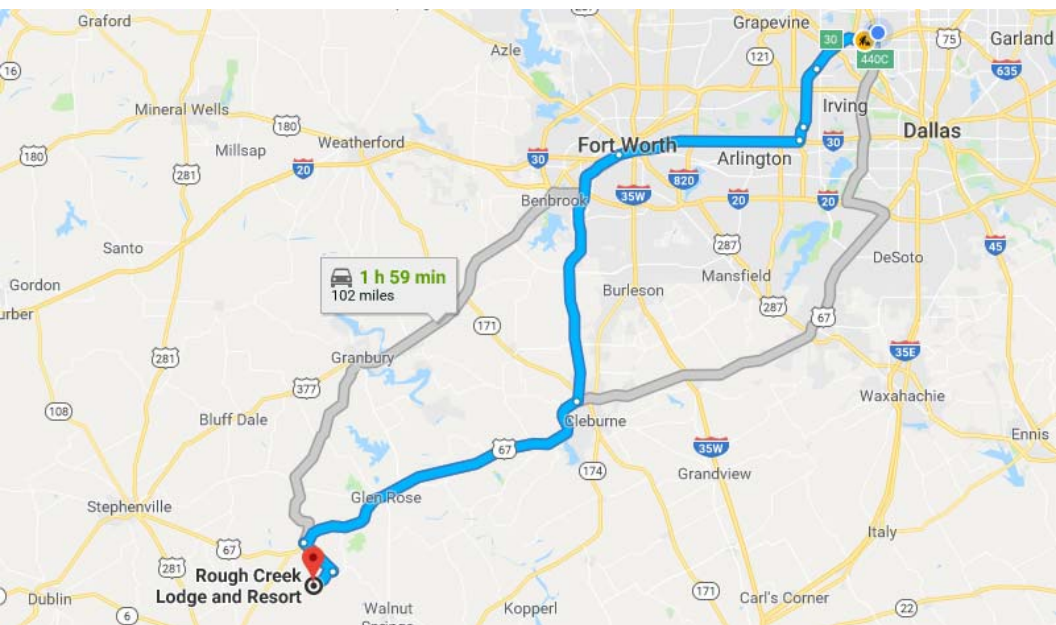 Graford
281
Grapevine
30
440C
75
Garland
Azle
121
635
16
Mineral Wells
180
Irving
Dallas
Weatherford
30
Fort Worth
30
Arlington
180
Millsap
281
20
820
35W
20
20
Benbrook
287
45
Santo
DeSoto
1 h 59 min
102 miles
Mansfield
Gordon
Burleson
287
67
171
281
Granbury
35E
377
Waxahachie
108
Bluff Dale
Cleburne
Ennis
67
35W
174
Grandview
Glen Rose
Stephenville
Italy
67
281
Rough Creek
Lodge and Resort
Dublin
Walnut
Springs
Kopperl
171
Carl's Corner
6
22